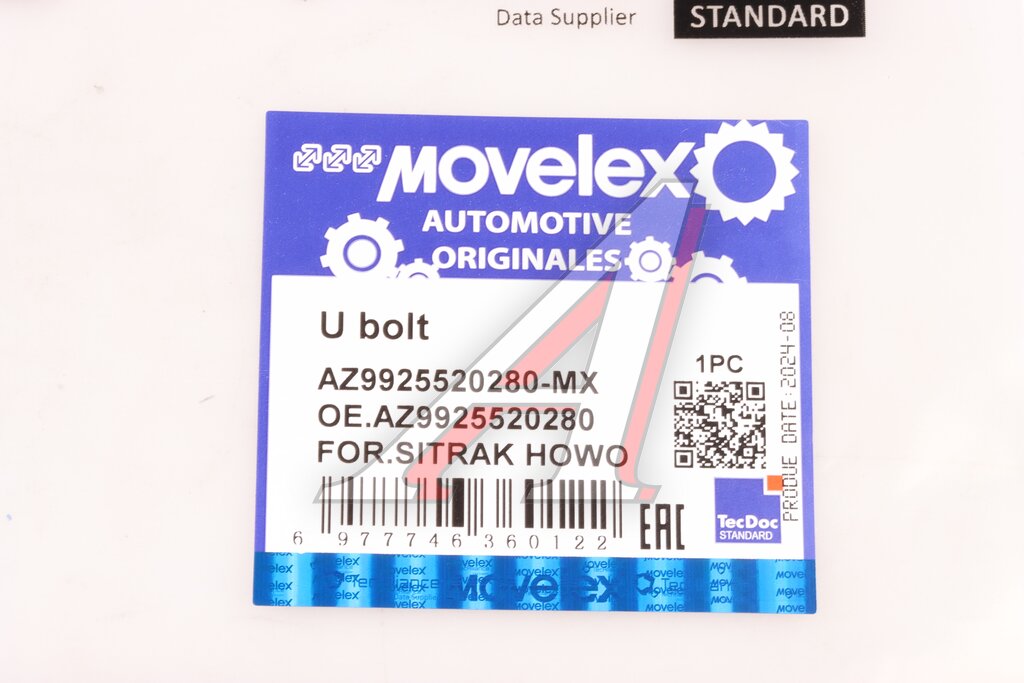 Data Supplier
STANDARD
MOVELEX
AUTOMOTIVE
ORIGINALES
U bolt
AZ9925520280-MX
OE.AZ9925520280
FOR.SITRAK HOWO
1PC
PRODUE DATE:2024-08
6 977746 360122
EAC
TecDoc
STANDARD
movelex